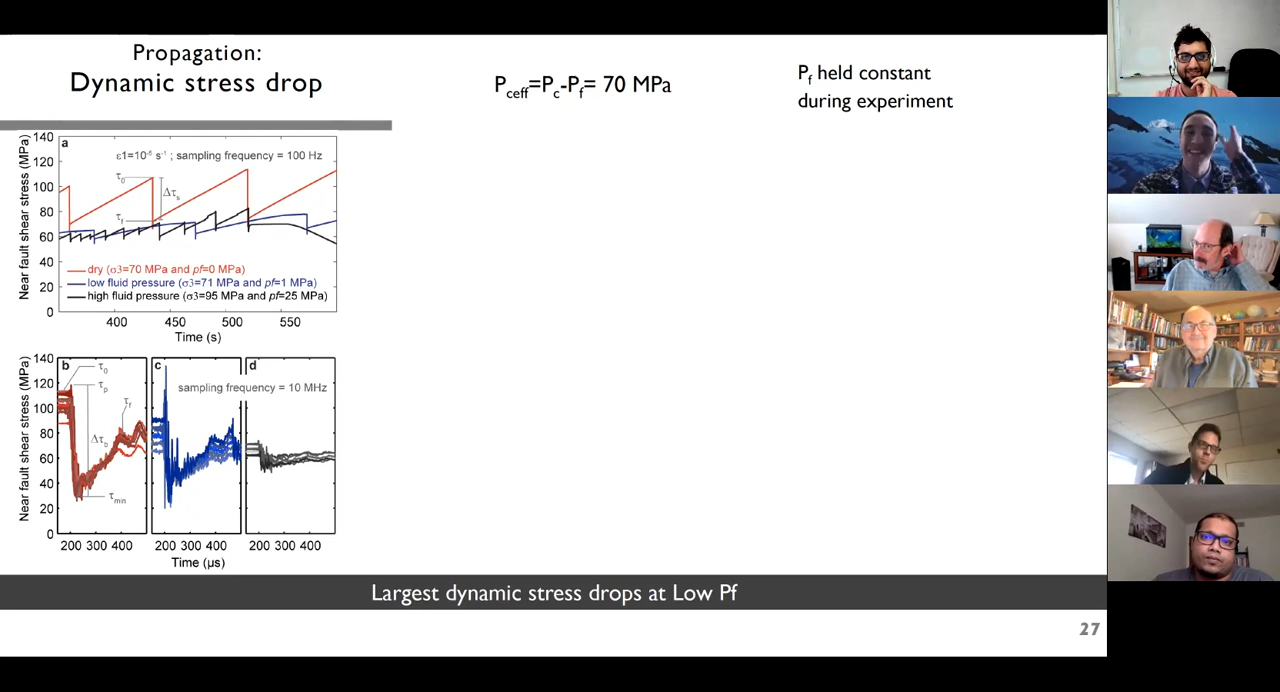 Propagation:
Dynamic stress drop
Pceff=Pc-Pf= 70 MPa
Pf held constant
during experiment
Near fault shear stress (MPa)
140
120
100
80
60
40
20
0
a
ε1=10⁻⁵ s⁻¹ ; sampling frequency = 100 Hz
τ0
Δτs
τf
dry (σ3=70 MPa and pf=0 MPa)
low fluid pressure (σ3=71 MPa and pf=1 MPa)
high fluid pressure (σ3=95 MPa and pf=25 MPa)
400 450 500 550
Time (s)
Near fault shear stress (MPa)
140
120
100
80
60
40
20
0
b
τ0
τp
τf
Δτb
τmin
c
d
sampling frequency = 10 MHz
200 300 400 200 300 400 200 300 400
Time (μs)
Largest dynamic stress drops at Low Pf
27